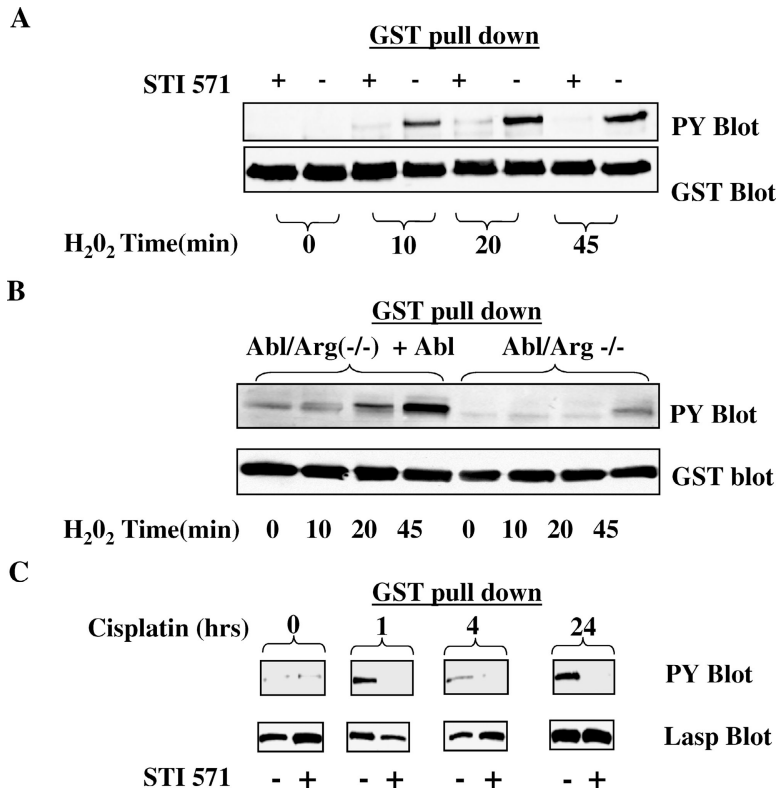 A
GST pull down
STI 571 + - + - + - + -
PY Blot
GST Blot
H202 Time(min) 0 10 20 45
B
GST pull down
Abl/Arg(-/-) + Abl Abl/Arg -/-
PY Blot
GST blot
H202 Time(min) 0 10 20 45 0 10 20 45
C
GST pull down
Cisplatin (hrs) 0 1 4 24
PY Blot
Lasp Blot
STI 571 - + - + - + - +